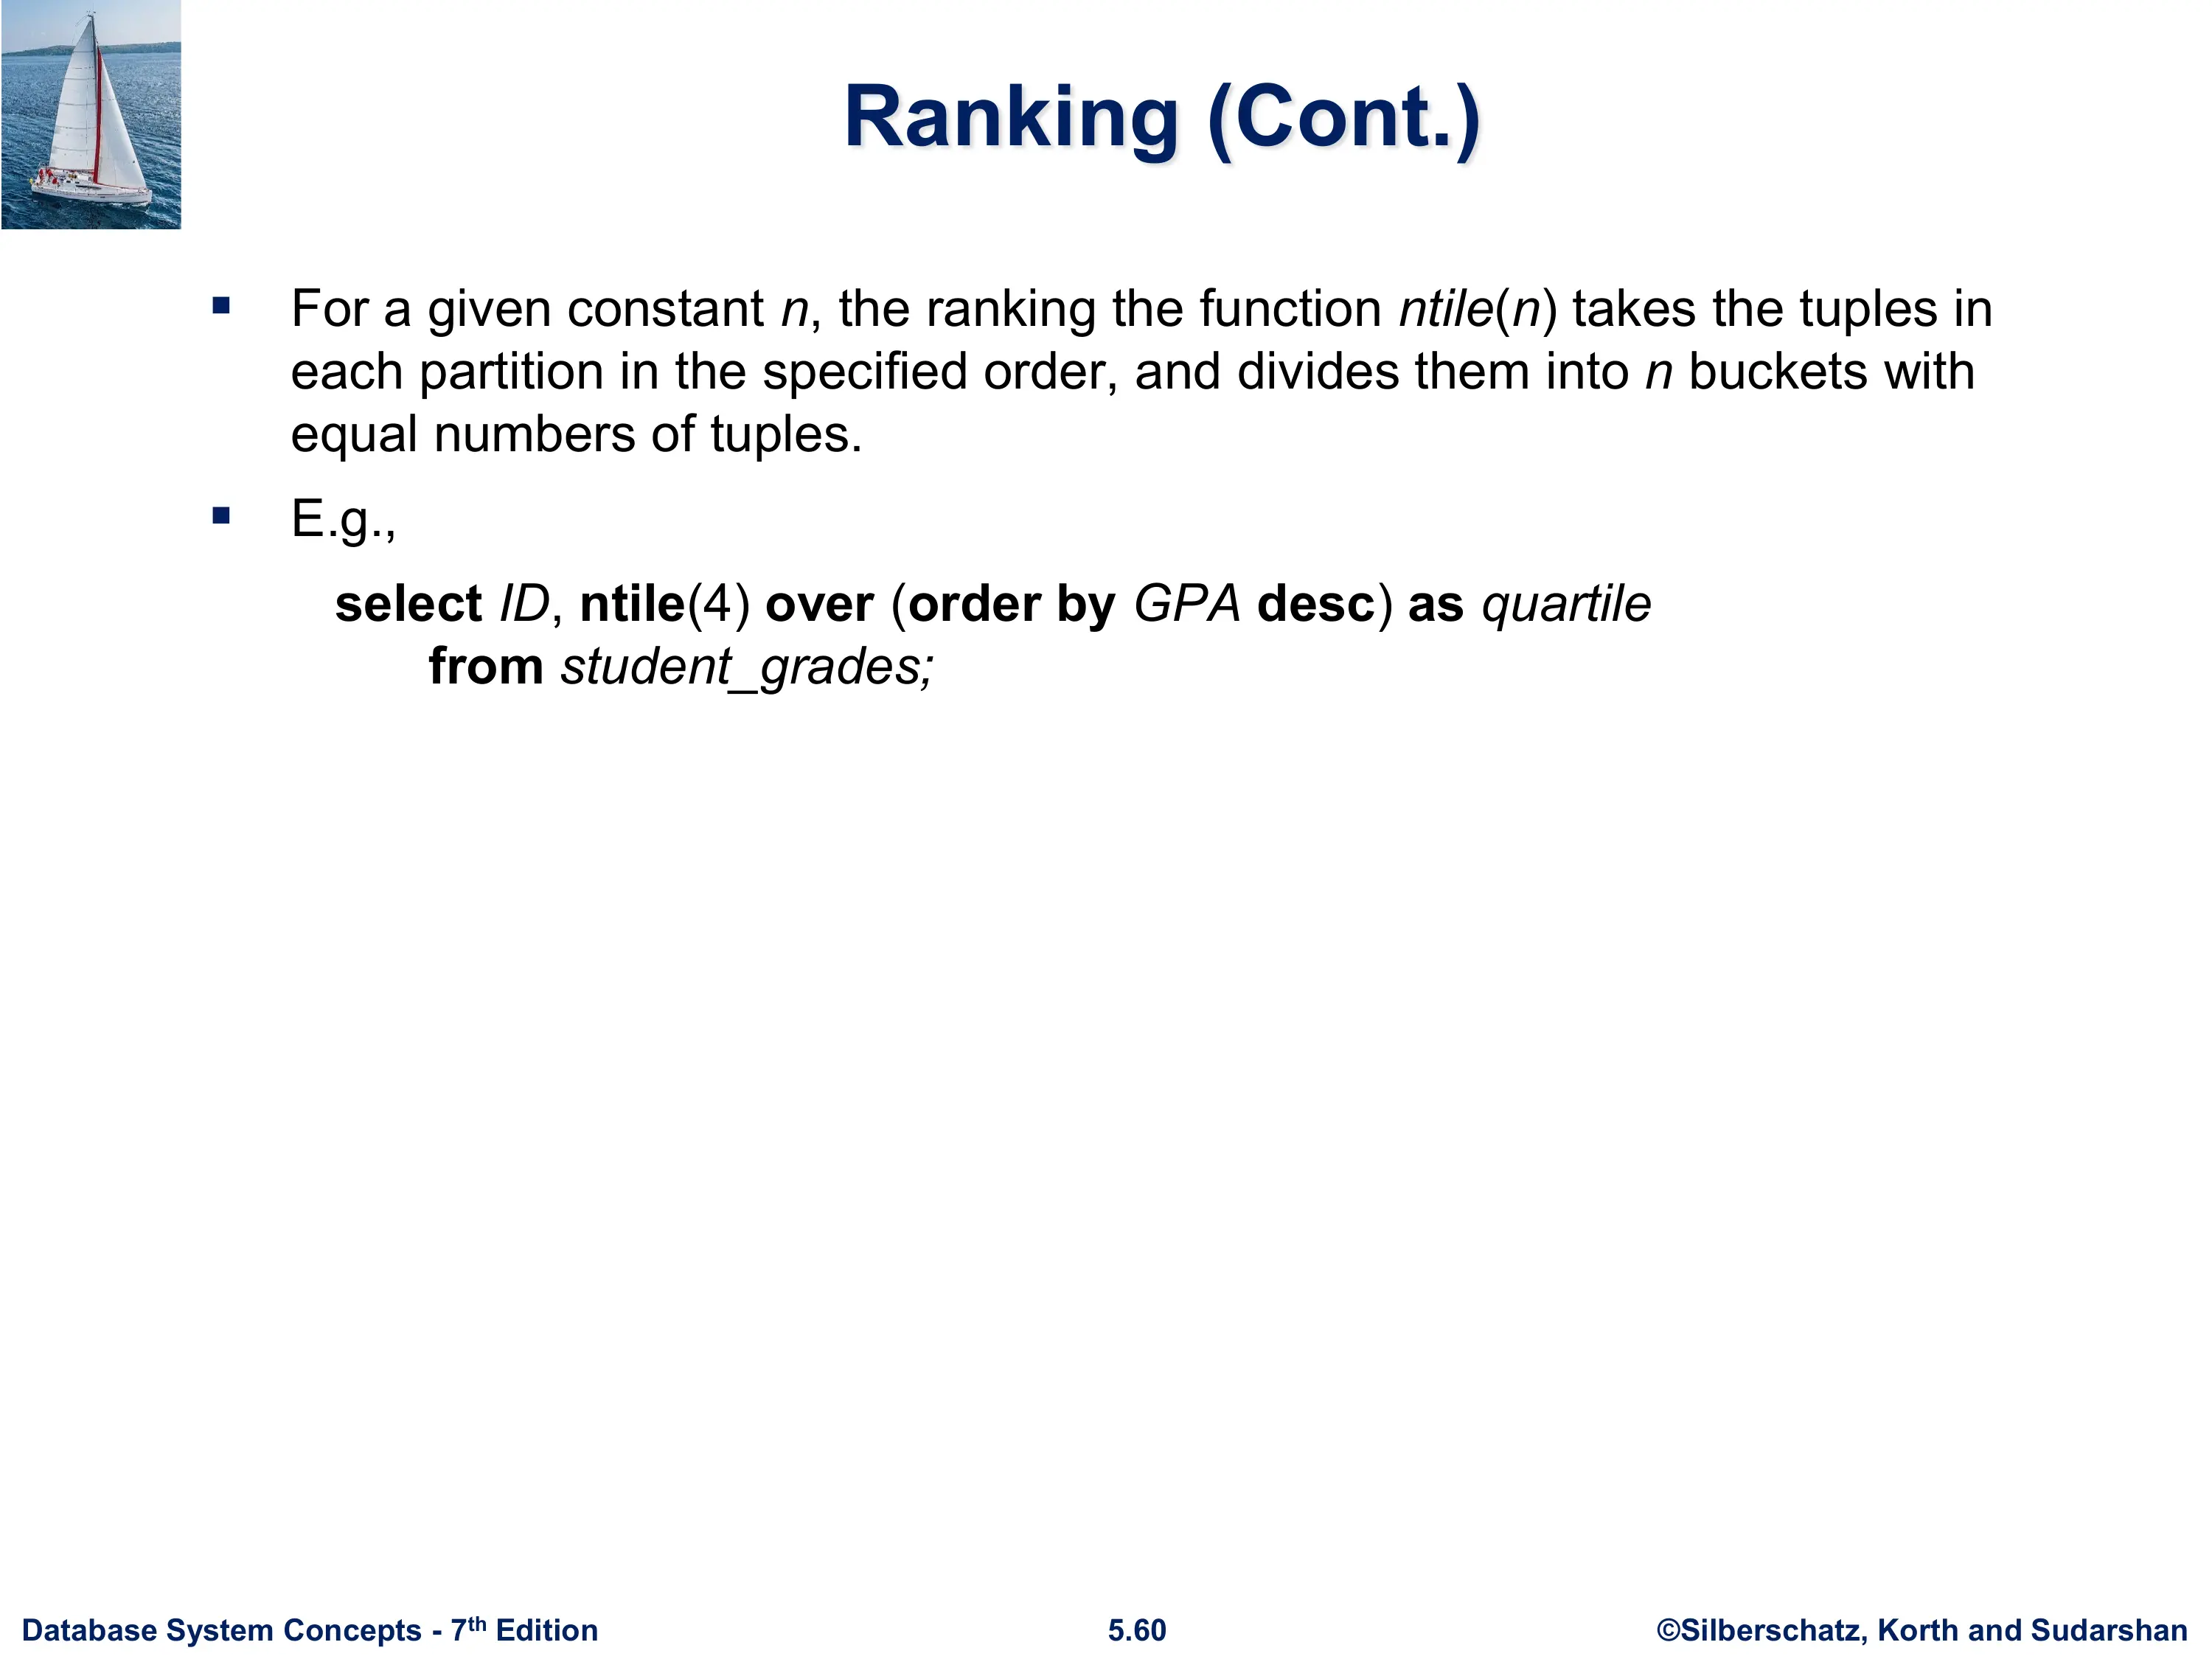 Ranking (Cont.)
▪ For a given constant n, the ranking the function ntile(n) takes the tuples in
each partition in the specified order, and divides them into n buckets with
equal numbers of tuples.
▪ E.g.,
select ID, ntile(4) over (order by GPA desc) as quartile
from student_grades;
Database System Concepts - 7th Edition
5.60
©Silberschatz, Korth and Sudarshan